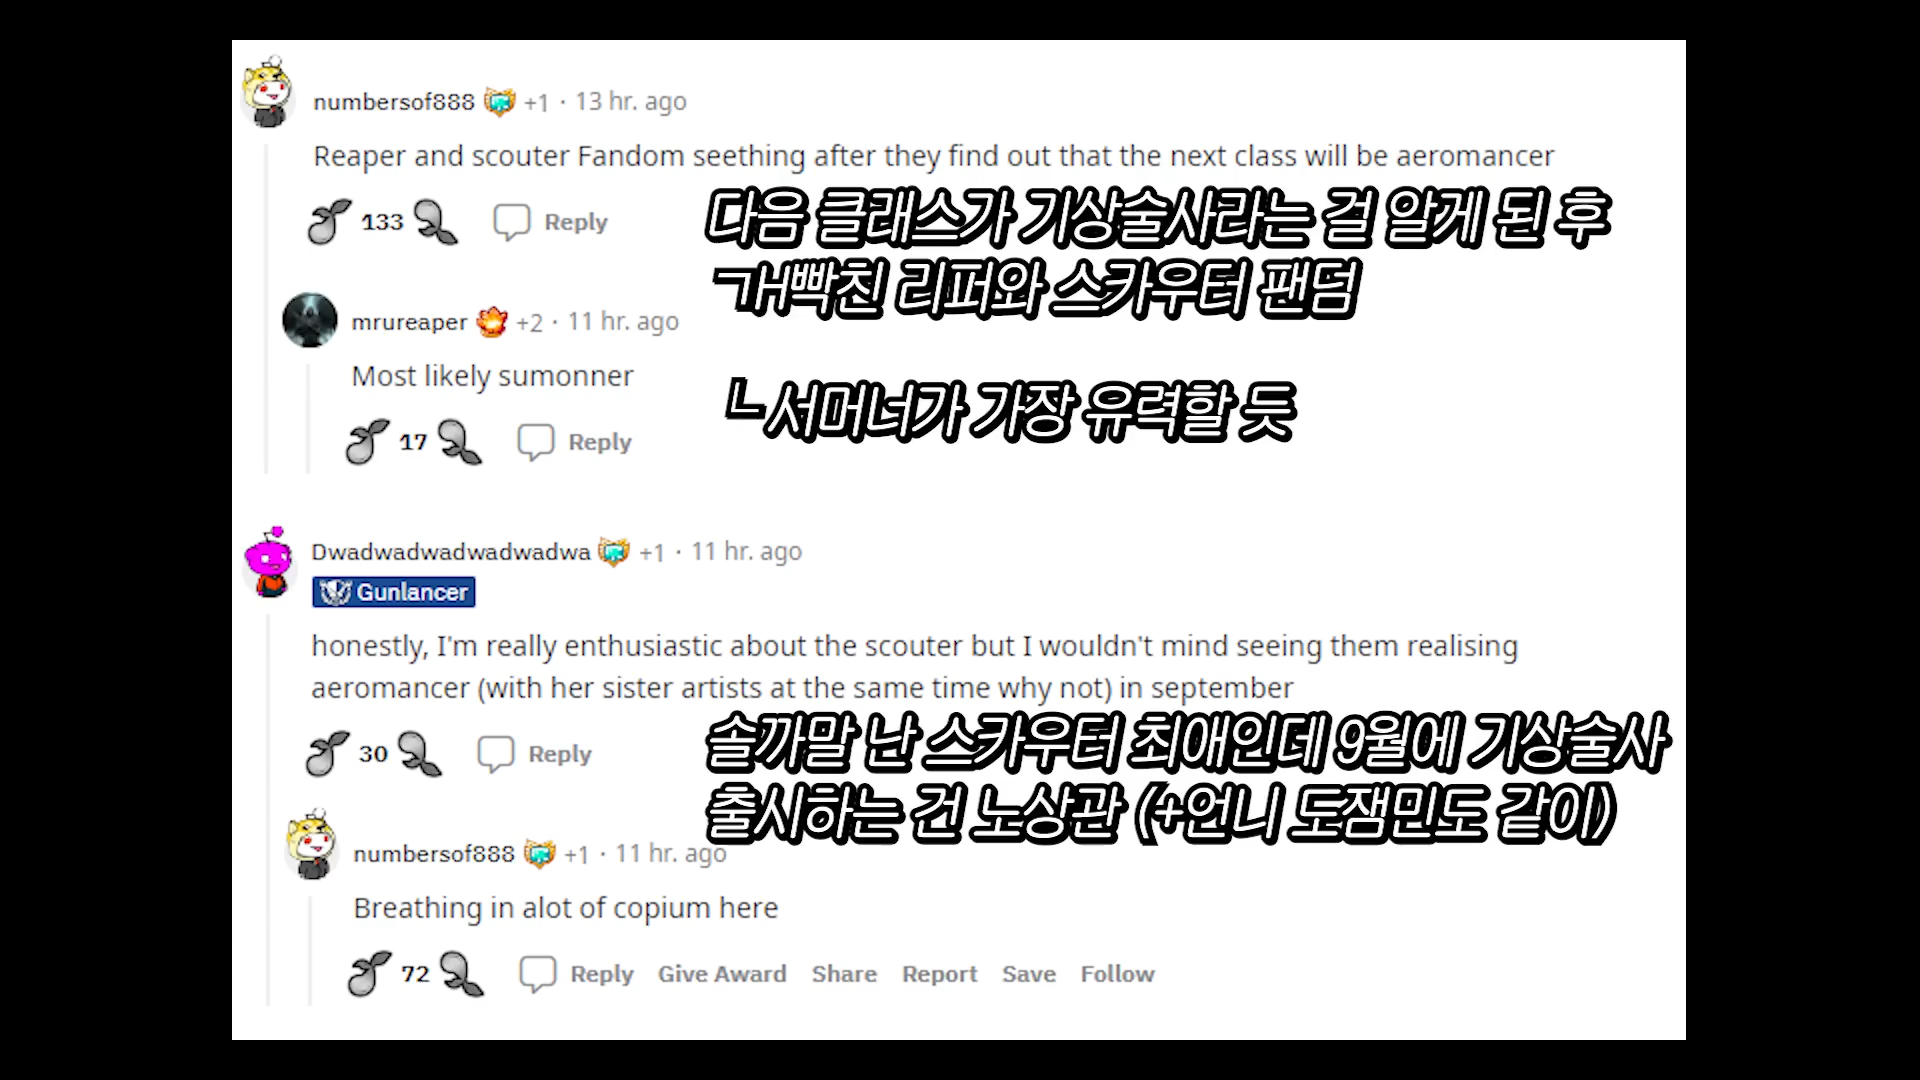 numbersof888 +1 · 13 hr. ago
Reaper and scouter Fandom seething after they find out that the next class will be aeromancer
다음 클래스가 기상술사라는 걸 알게 된 후
ㄱㅐ빡친 리퍼와 스카우터 팬덤
133 Reply
mrureaper +2 · 11 hr. ago
Most likely sumonner
ㄴ서머너가 가장 유력할 듯
17 Reply
Dwadwadwadwadwadwa +1 · 11 hr. ago
Gunlancer
honestly, I'm really enthusiastic about the scouter but I wouldn't mind seeing them realising
aeromancer (with her sister artists at the same time why not) in september
솔까말 난 스카우터 최애인데 9월에 기상술사
출시하는 건 노상관 (+언니 도잼민도 같이)
30 Reply
numbersof888 +1 · 11 hr. ago
Breathing in alot of copium here
72 Reply Give Award Share Report Save Follow